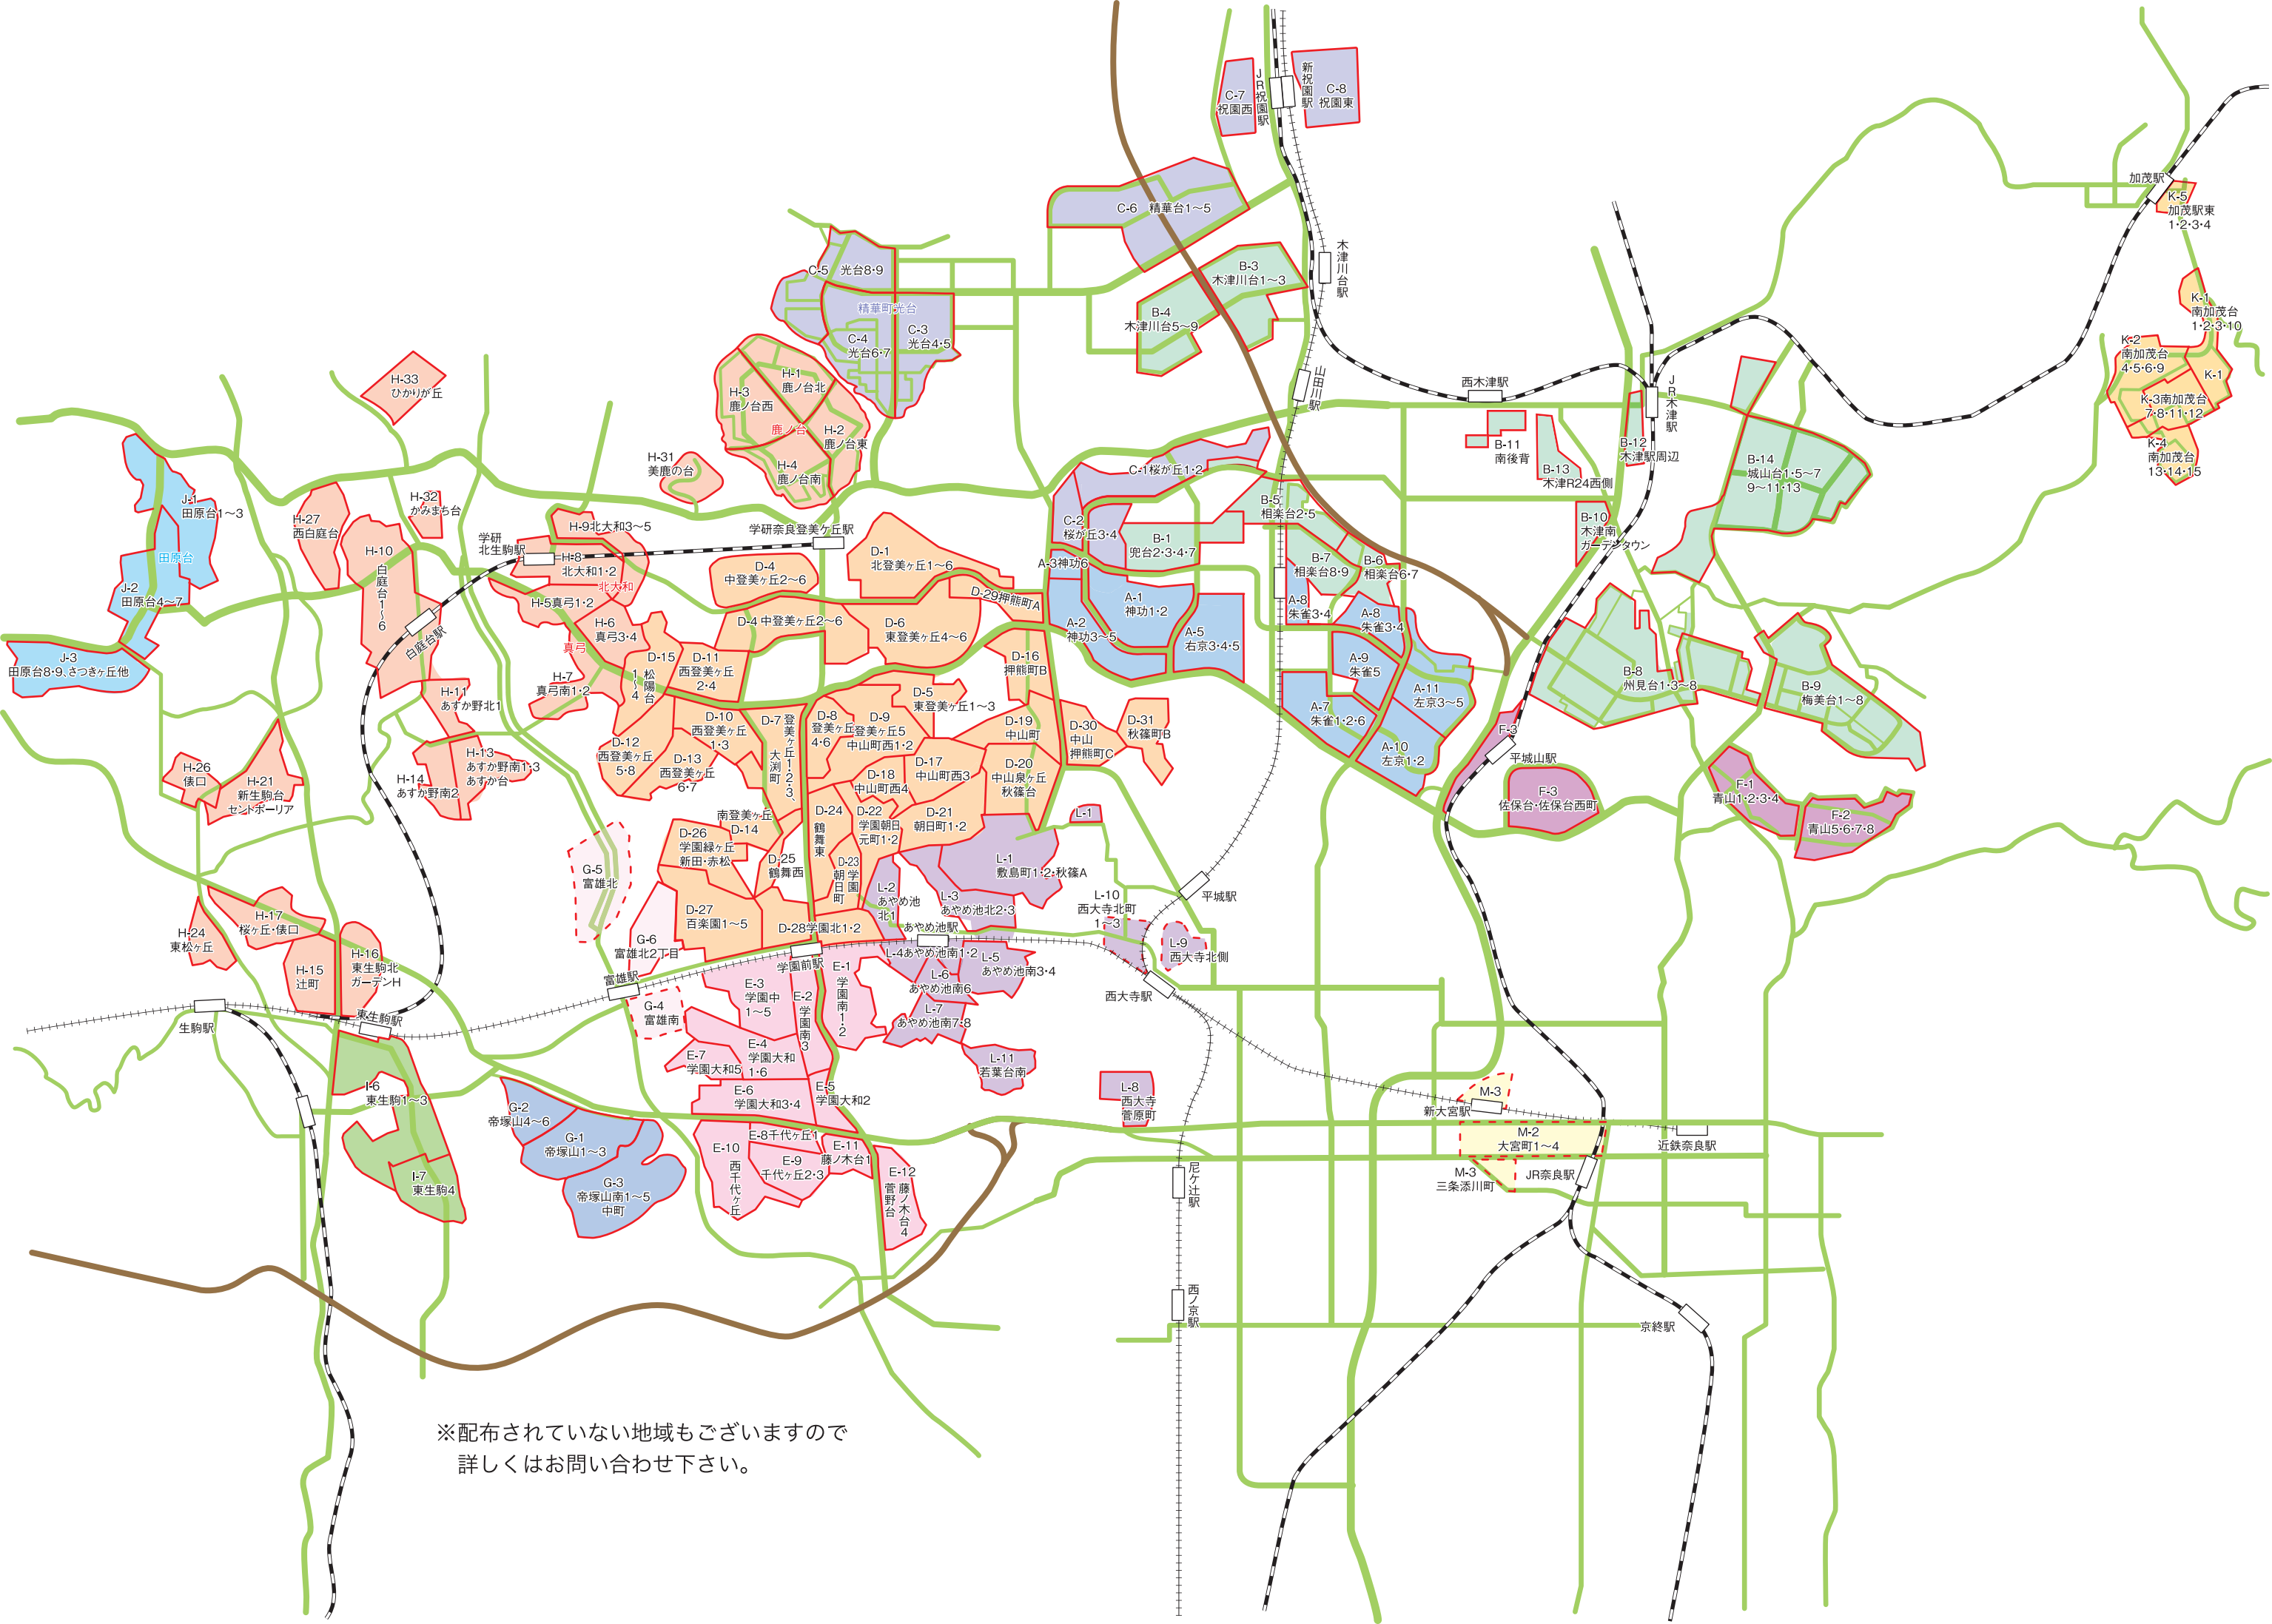 C-7
祝園西
JR祝園駅
新祝園駅
C-8
祝園東
加茂駅
K-5
加茂駅東
1・2・3・4
C-6 精華台1〜5
木津川台駅
B-3
木津川台1〜3
B-4
木津川台5〜9
C-5 光台8・9
精華町光台
C-4
光台6・7
C-3
光台4・5
K-1
南加茂台
1・2・3・10
K-2
南加茂台
4・5・6・9
K-1
K-3南加茂台
7・8・11・12
K-4
南加茂台
13・14・15
H-33
ひかりが丘
H-1
鹿ノ台北
H-3
鹿ノ台西
鹿ノ台
H-2
鹿ノ台東
H-4
鹿ノ台南
H-31
美鹿の台
山田川駅
西木津駅
JR木津駅
B-11
南後背
B-13
木津R24西側
B-12
木津駅周辺
B-14
城山台1・5〜7
9〜11・13
B-10
木津南
ガーデンタウン
J-1
田原台1〜3
田原台
J-2
田原台4〜7
J-3
田原台8・9、さつきヶ丘他
H-27
西白庭台
H-32
かみまち台
H-10
白庭台1〜6
白庭台駅
学研
北生駒駅
H-9北大和3〜5
H-8
北大和1・2
北大和
学研奈良登美ケ丘駅
H-5真弓1・2
H-6
真弓3・4
真弓
H-7
真弓南1・2
C-1桜が丘1・2
C-2
桜が丘3・4
B-5
相楽台2・5
B-1
兜台2・3・4・7
B-7
相楽台8・9
B-6
相楽台6・7
A-3神功6
A-1
神功1・2
A-2
神功3〜5
A-5
右京3・4・5
A-8
朱雀3・4
A-8
朱雀3・4
A-9
朱雀5
A-7
朱雀1・2・6
A-11
左京3〜5
A-10
左京1・2
B-8
州見台1・3〜8
B-9
梅美台1〜8
D-1
北登美ヶ丘1〜6
D-4
中登美ヶ丘2〜6
D-4 中登美ヶ丘2〜6
D-29押熊町A
D-6
東登美ヶ丘4〜6
D-16
押熊町B
D-15
松陽台
1〜4
D-11
西登美ヶ丘
2・4
D-5
東登美ヶ丘1〜3
D-10
西登美ヶ丘
1・3
D-7
登美ヶ丘1・2・3、
大渕町
D-8
登美ヶ丘
4・6
D-9
登美ヶ丘5
中山町西1・2
D-19
中山町
D-30
中山
押熊町C
D-31
秋篠町B
D-12
西登美ヶ丘
5・8
D-13
西登美ヶ丘
6・7
D-17
中山町西3
D-18
中山町西4
D-20
中山泉ヶ丘
秋篠台
H-11
あすか野北1
H-13
あすか野南1・3
あすか台
H-14
あすか野南2
H-26
俵口
H-21
新生駒台
セントポーリア
F-3
平城山駅
F-3
佐保台・佐保台西町
F-1
青山1・2・3・4
F-2
青山5・6・7・8
南登美ヶ丘
D-14
D-24
鶴舞東
D-22
学園朝日
元町1・2
D-21
朝日町1・2
D-26
学園緑ヶ丘
新田・赤松
D-25
鶴舞西
D-23
学園
朝日町
L-1
L-1
敷島町1・2・秋篠A
L-2
あやめ池
北1
L-3
あやめ池北2・3
L-10
西大寺北町
1〜3
平城駅
L-9
西大寺北側
G-5
富雄北
G-6
富雄北2丁目
D-27
百楽園1〜5
D-28学園北1・2
あやめ池駅
学園前駅
富雄駅
G-4
富雄南
H-17
桜ヶ丘・俵口
H-24
東松ヶ丘
H-15
辻町
H-16
東生駒北
ガーデンH
生駒駅
東生駒駅
L-4あやめ池南1・2
L-5
あやめ池南3・4
L-6
あやめ池南6
L-7
あやめ池南7・8
西大寺駅
E-1
学園南1・2
E-2
学園南3
E-3
学園中
1〜5
E-4
学園大和
1・6
E-7
学園大和5
E-6
学園大和3・4
E-5
学園大和2
L-11
若葉台南
L-8
西大寺
菅原町
I-6
東生駒1〜3
I-7
東生駒4
G-2
帝塚山4〜6
G-1
帝塚山1〜3
G-3
帝塚山南1〜5
中町
E-8千代ヶ丘1
E-10
西千代ヶ丘
E-9
千代ヶ丘2・3
E-11
藤ノ木台1
E-12
藤ノ木台4
菅野台
M-3
新大宮駅
M-2
大宮町1〜4
近鉄奈良駅
M-3
三条添川町
JR奈良駅
尼ケ辻駅
西ノ京駅
京終駅
※配布されていない地域もございますので
詳しくはお問い合わせ下さい。